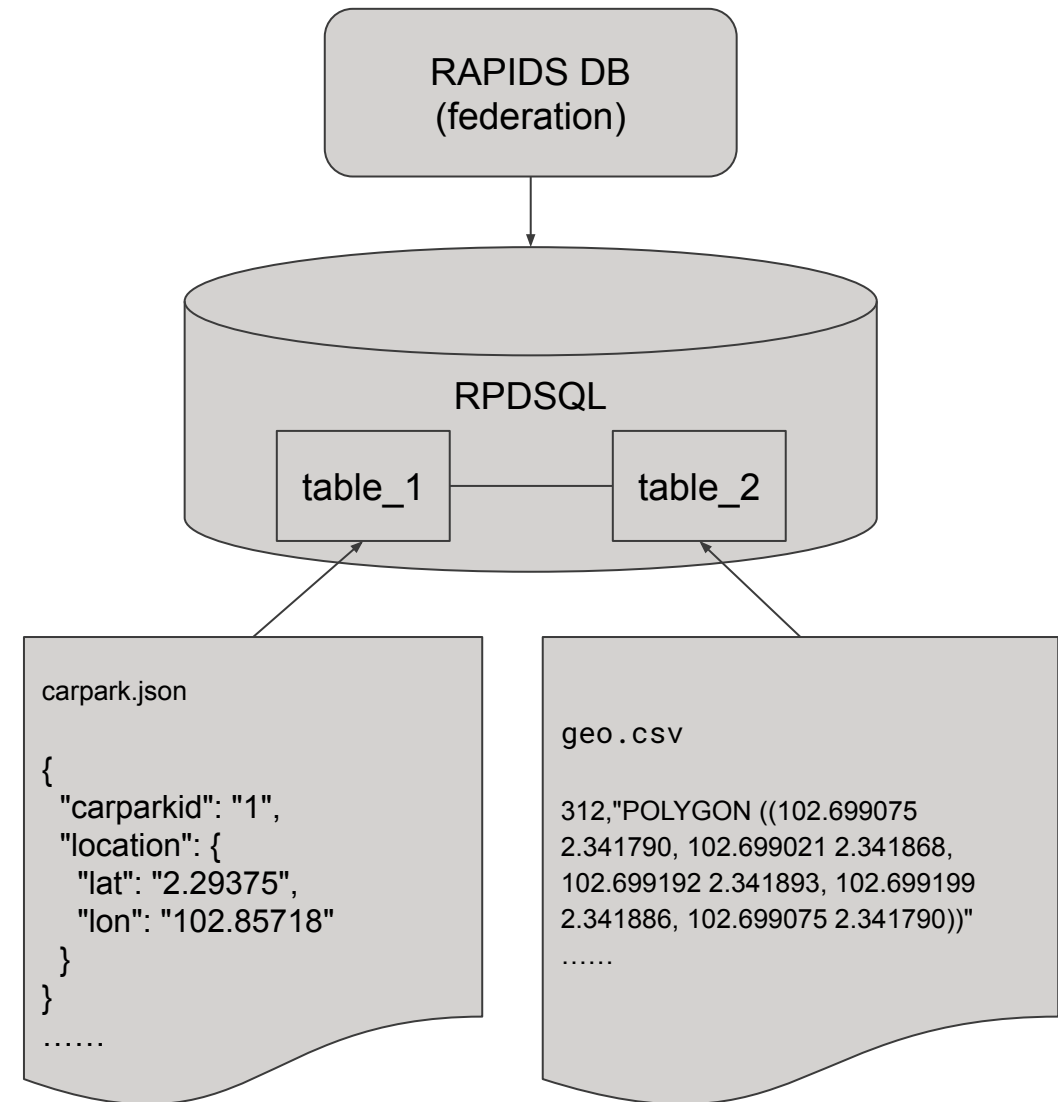 RAPIDS DB
(federation)
RPDSQL
table_1
table_2
carpark.json
{
"carparkid": "1",
"location": {
"lat": "2.29375",
"lon": "102.85718"
}
}
……
geo.csv
312,"POLYGON ((102.699075
2.341790, 102.699021 2.341868,
102.699192 2.341893, 102.699199
2.341886, 102.699075 2.341790))"
……